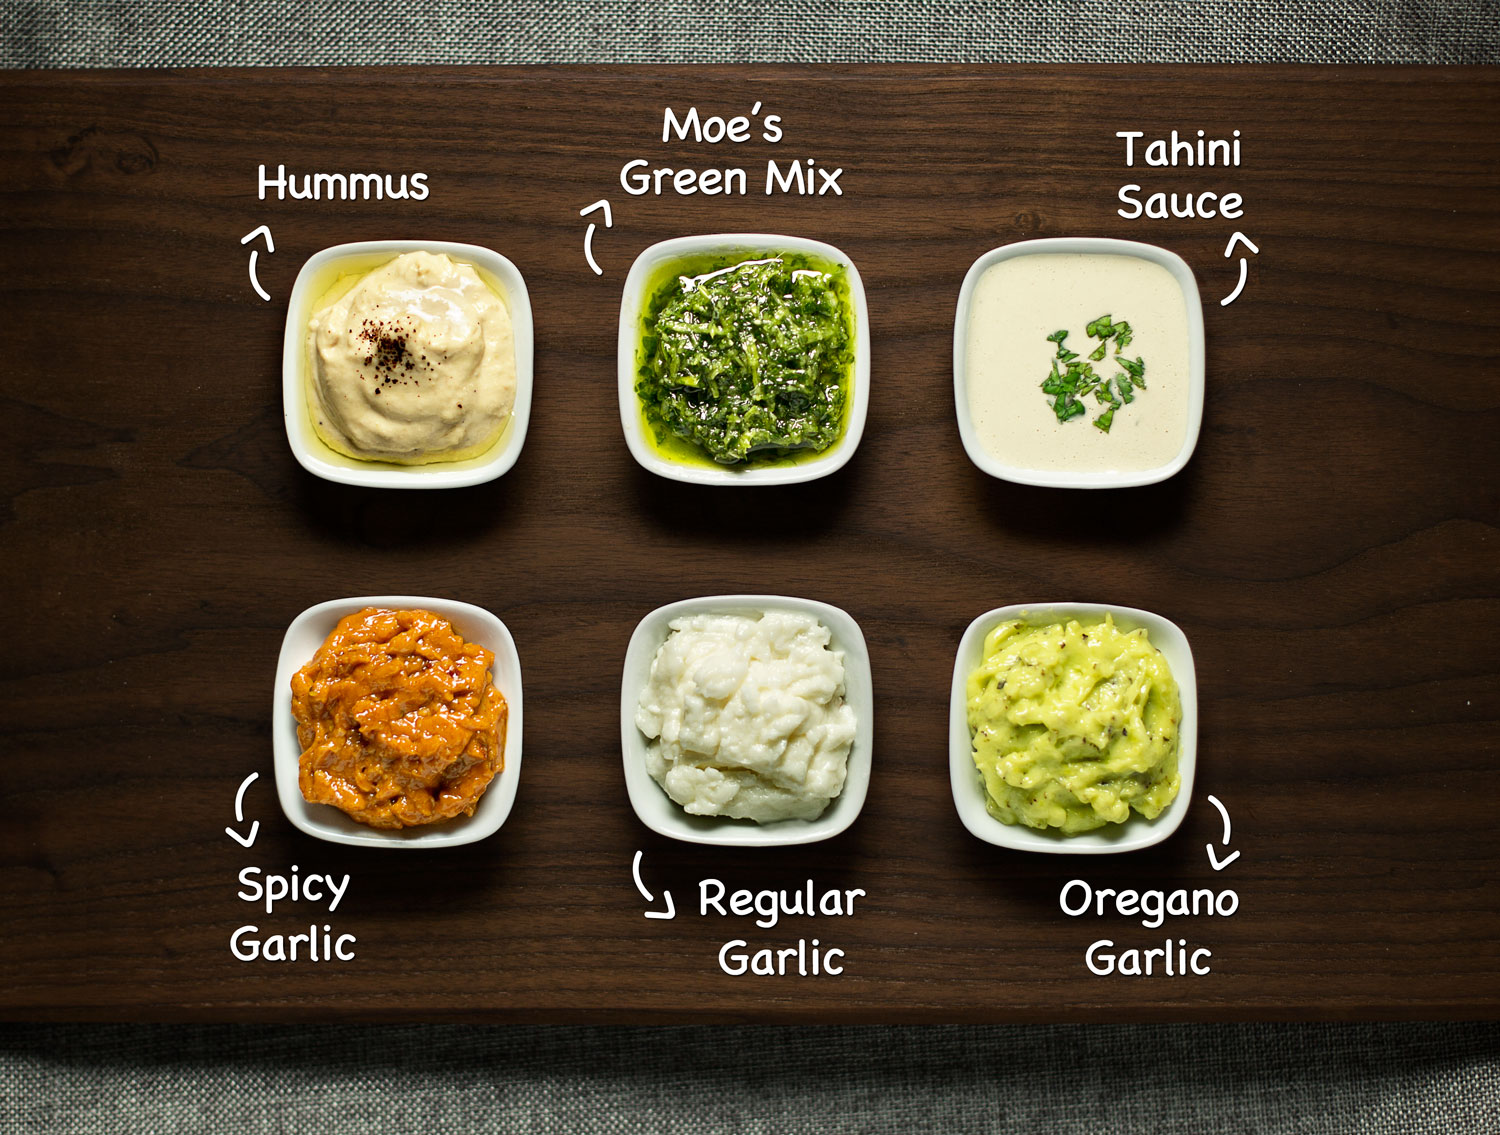 Hummus
Moe's
Green Mix
Tahini
Sauce
Spicy
Garlic
Regular
Garlic
Oregano
Garlic